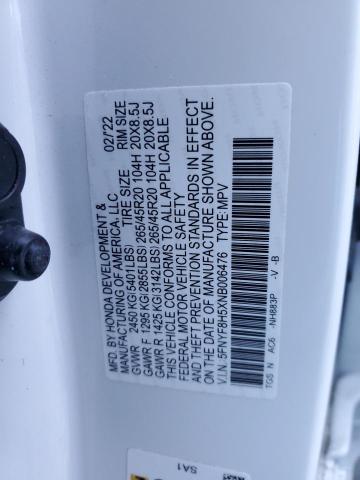 MFD. BY HONDA DEVELOPMENT & 02/22
MANUFACTURING OF AMERICA, LLC
GVWR 2450 KG(5401LBS) TIRE SIZE RIM SIZE
GAWR F 1295 KG(2855LBS)265/45R20 104H 20X8.5J
GAWR R 1425 KG(3142LBS)265/45R20 104H 20X8.5J
THIS VEHICLE CONFORMS TO ALL APPLICABLE
FEDERAL MOTOR VEHICLE SAFETY
AND THEFT PREVENTION STANDARDS IN EFFECT
ON THE DATE OF MANUFACTURE SHOWN ABOVE.
V.I.N. 5FNYF8H5XNB006476 TYPE:MPV
TGS N AC6 -NH883P -V -B
SA1